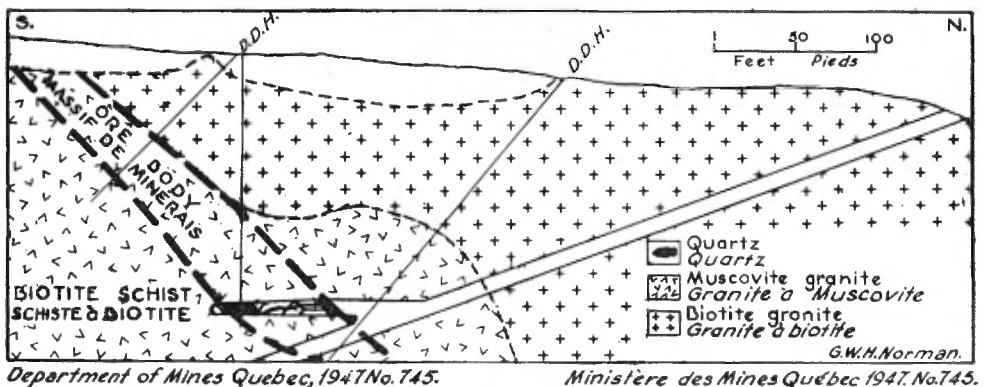 S.
N.
D.D.H.
D.D.H.
1 50 100
Feet Pieds
ORE BODY
MASSIF DE MINERAIS
Quartz
Quartz
Muscovite granite
Granite à Muscovite
Biotite granite
Granite à biotite
BIOTITE SCHIST
SCHISTE à BIOTITE
G.W.H. Norman.
Department of Mines Quebec, 1947 No. 745.
Ministère des Mines Québec 1947. No. 745.